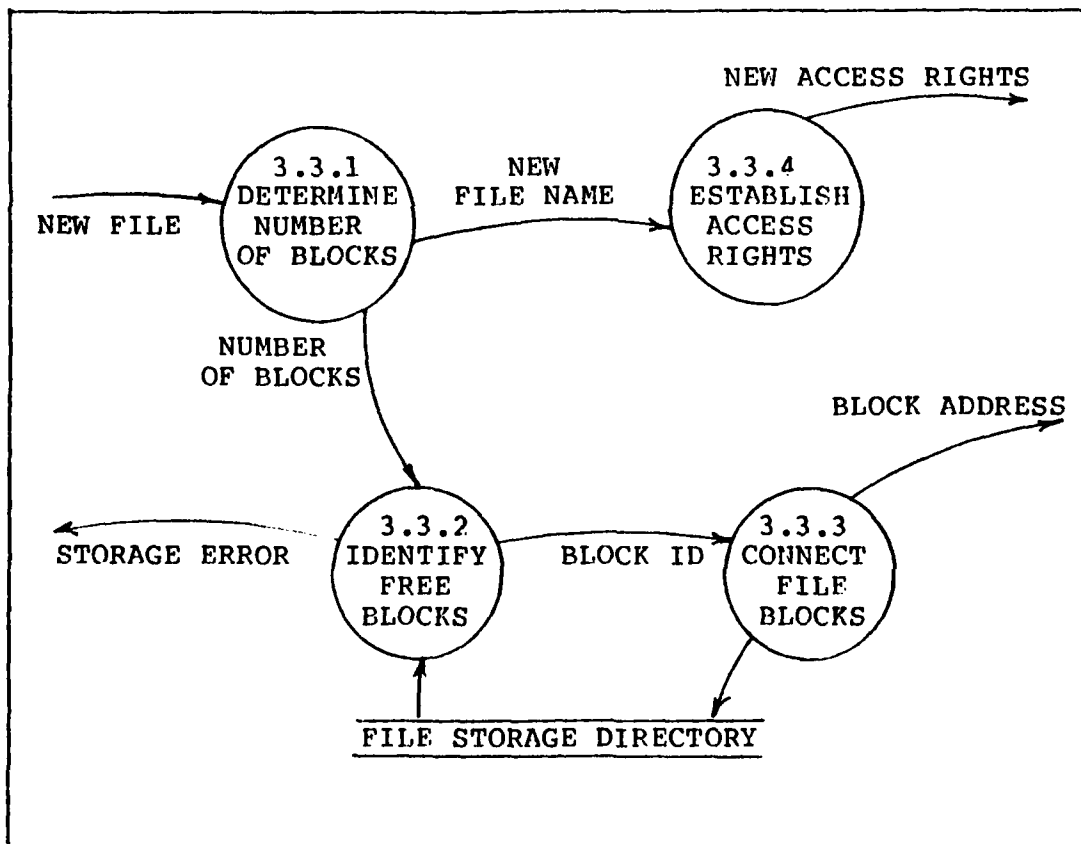 NEW ACCESS RIGHTS
3.3.1
DETERMINE
NUMBER
OF BLOCKS
NEW
FILE NAME
3.3.4
ESTABLISH
ACCESS
RIGHTS
NEW FILE
NUMBER
OF BLOCKS
BLOCK ADDRESS
STORAGE ERROR
3.3.2
IDENTIFY
FREE
BLOCKS
BLOCK ID
3.3.3
CONNECT
FILE
BLOCKS
FILE STORAGE DIRECTORY